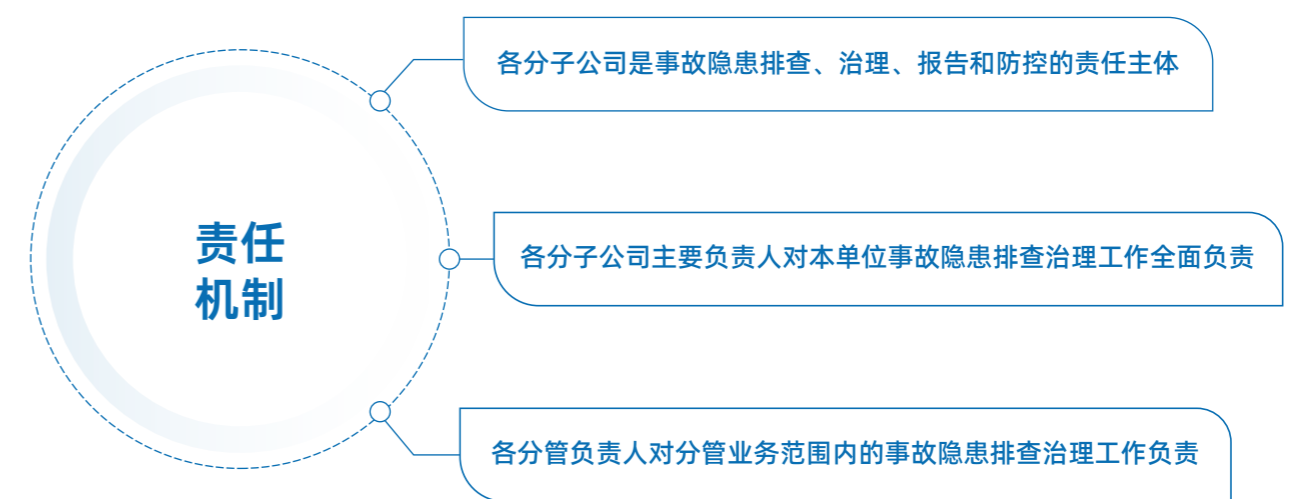 责任
机制
各分子公司是事故隐患排查、治理、报告和防控的责任主体
各分子公司主要负责人对本单位事故隐患排查治理工作全面负责
各分管负责人对分管业务范围内的事故隐患排查治理工作负责